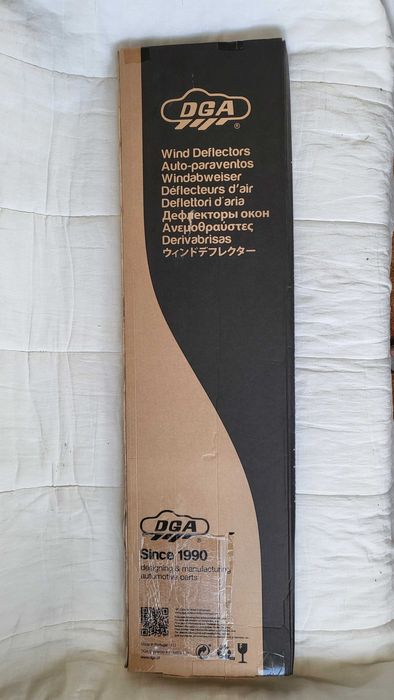 DGA
®
Wind Deflectors
Auto-paraventos
Windabweiser
Déflecteurs d'air
Deflettori d'aria
Дефлекторы окон
Ανεμοθραύστες
Derivabrisas
ウィンドデフレクター
DGA
®
Since 1990
designing & manufacturing
automotive parts